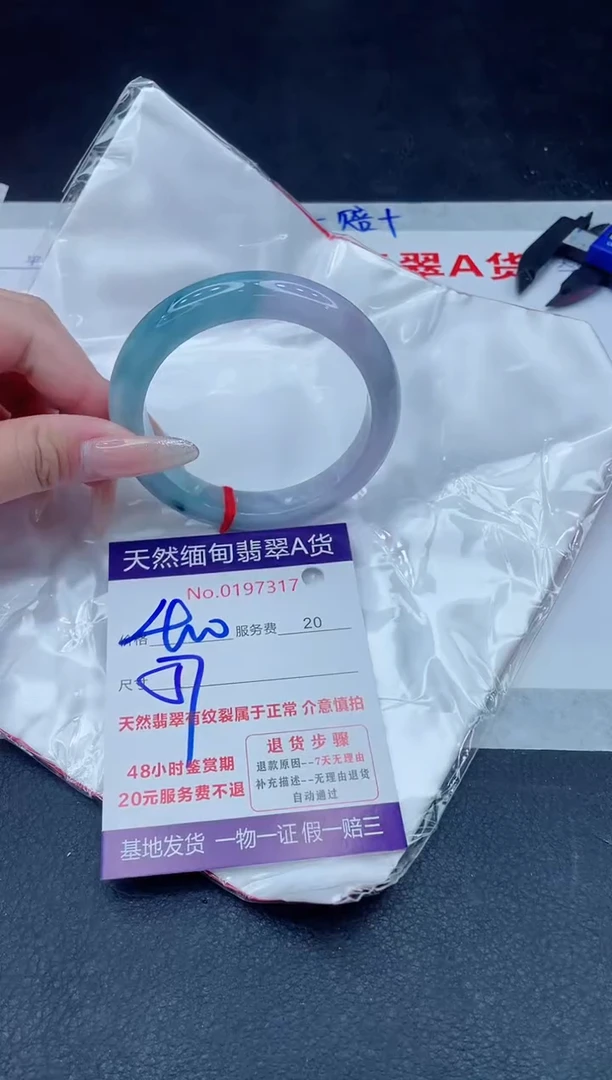 一赔十
翠A货
天然缅甸翡翠A货
No.0197317
价格 服务费 20
尺寸
天然翡翠有纹裂属于正常 介意慎拍
48小时鉴赏期
20元服务费不退
退货步骤
退款原因--7天无理由
补充描述--无理由退货
自动通过
基地发货 一物一证 假一赔三